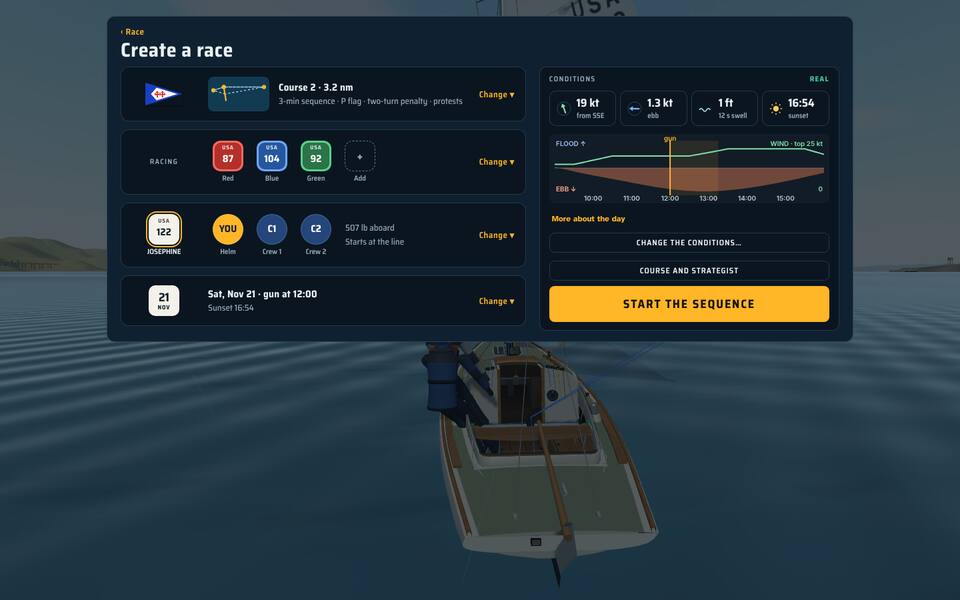 USA
‹ Race
Create a race
Course 2 · 3.2 nm
3-min sequence · P flag · two-turn penalty · protests
Change ▾
RACING
USA
87
Red
USA
104
Blue
USA
92
Green
+
Add
Change ▾
USA
122
JOSEPHINE
YOU
Helm
C1
Crew 1
C2
Crew 2
507 lb aboard
Starts at the line
Change ▾
21
NOV
Sat, Nov 21 · gun at 12:00
Sunset 16:54
Change ▾
CONDITIONS
REAL
19 kt
from SSE
1.3 kt
ebb
1 ft
12 s swell
16:54
sunset
gun
FLOOD ↑
WIND · top 25 kt
EBB ↓
0
10:00
11:00
12:00
13:00
14:00
15:00
More about the day
CHANGE THE CONDITIONS…
COURSE AND STRATEGIST
START THE SEQUENCE